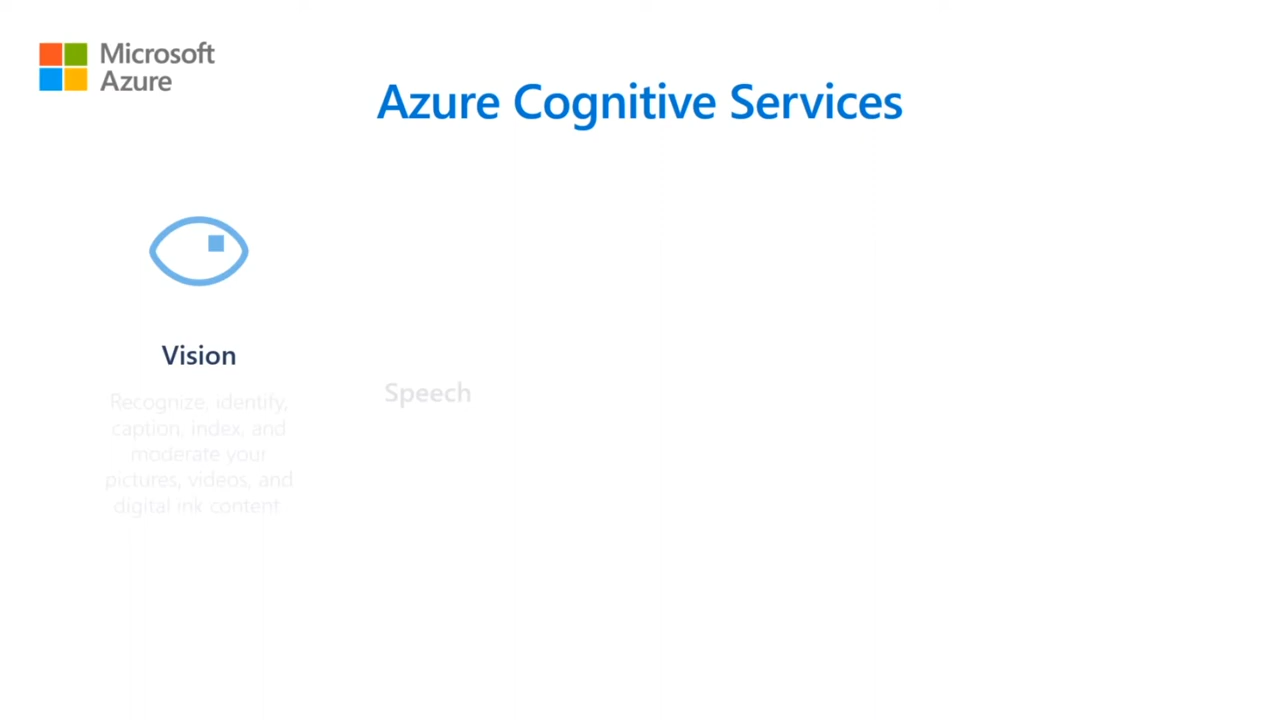 Microsoft
Azure
Azure Cognitive Services
Vision
Recognize, identify,
caption, index, and
moderate your
pictures, videos, and
digital ink content
Speech